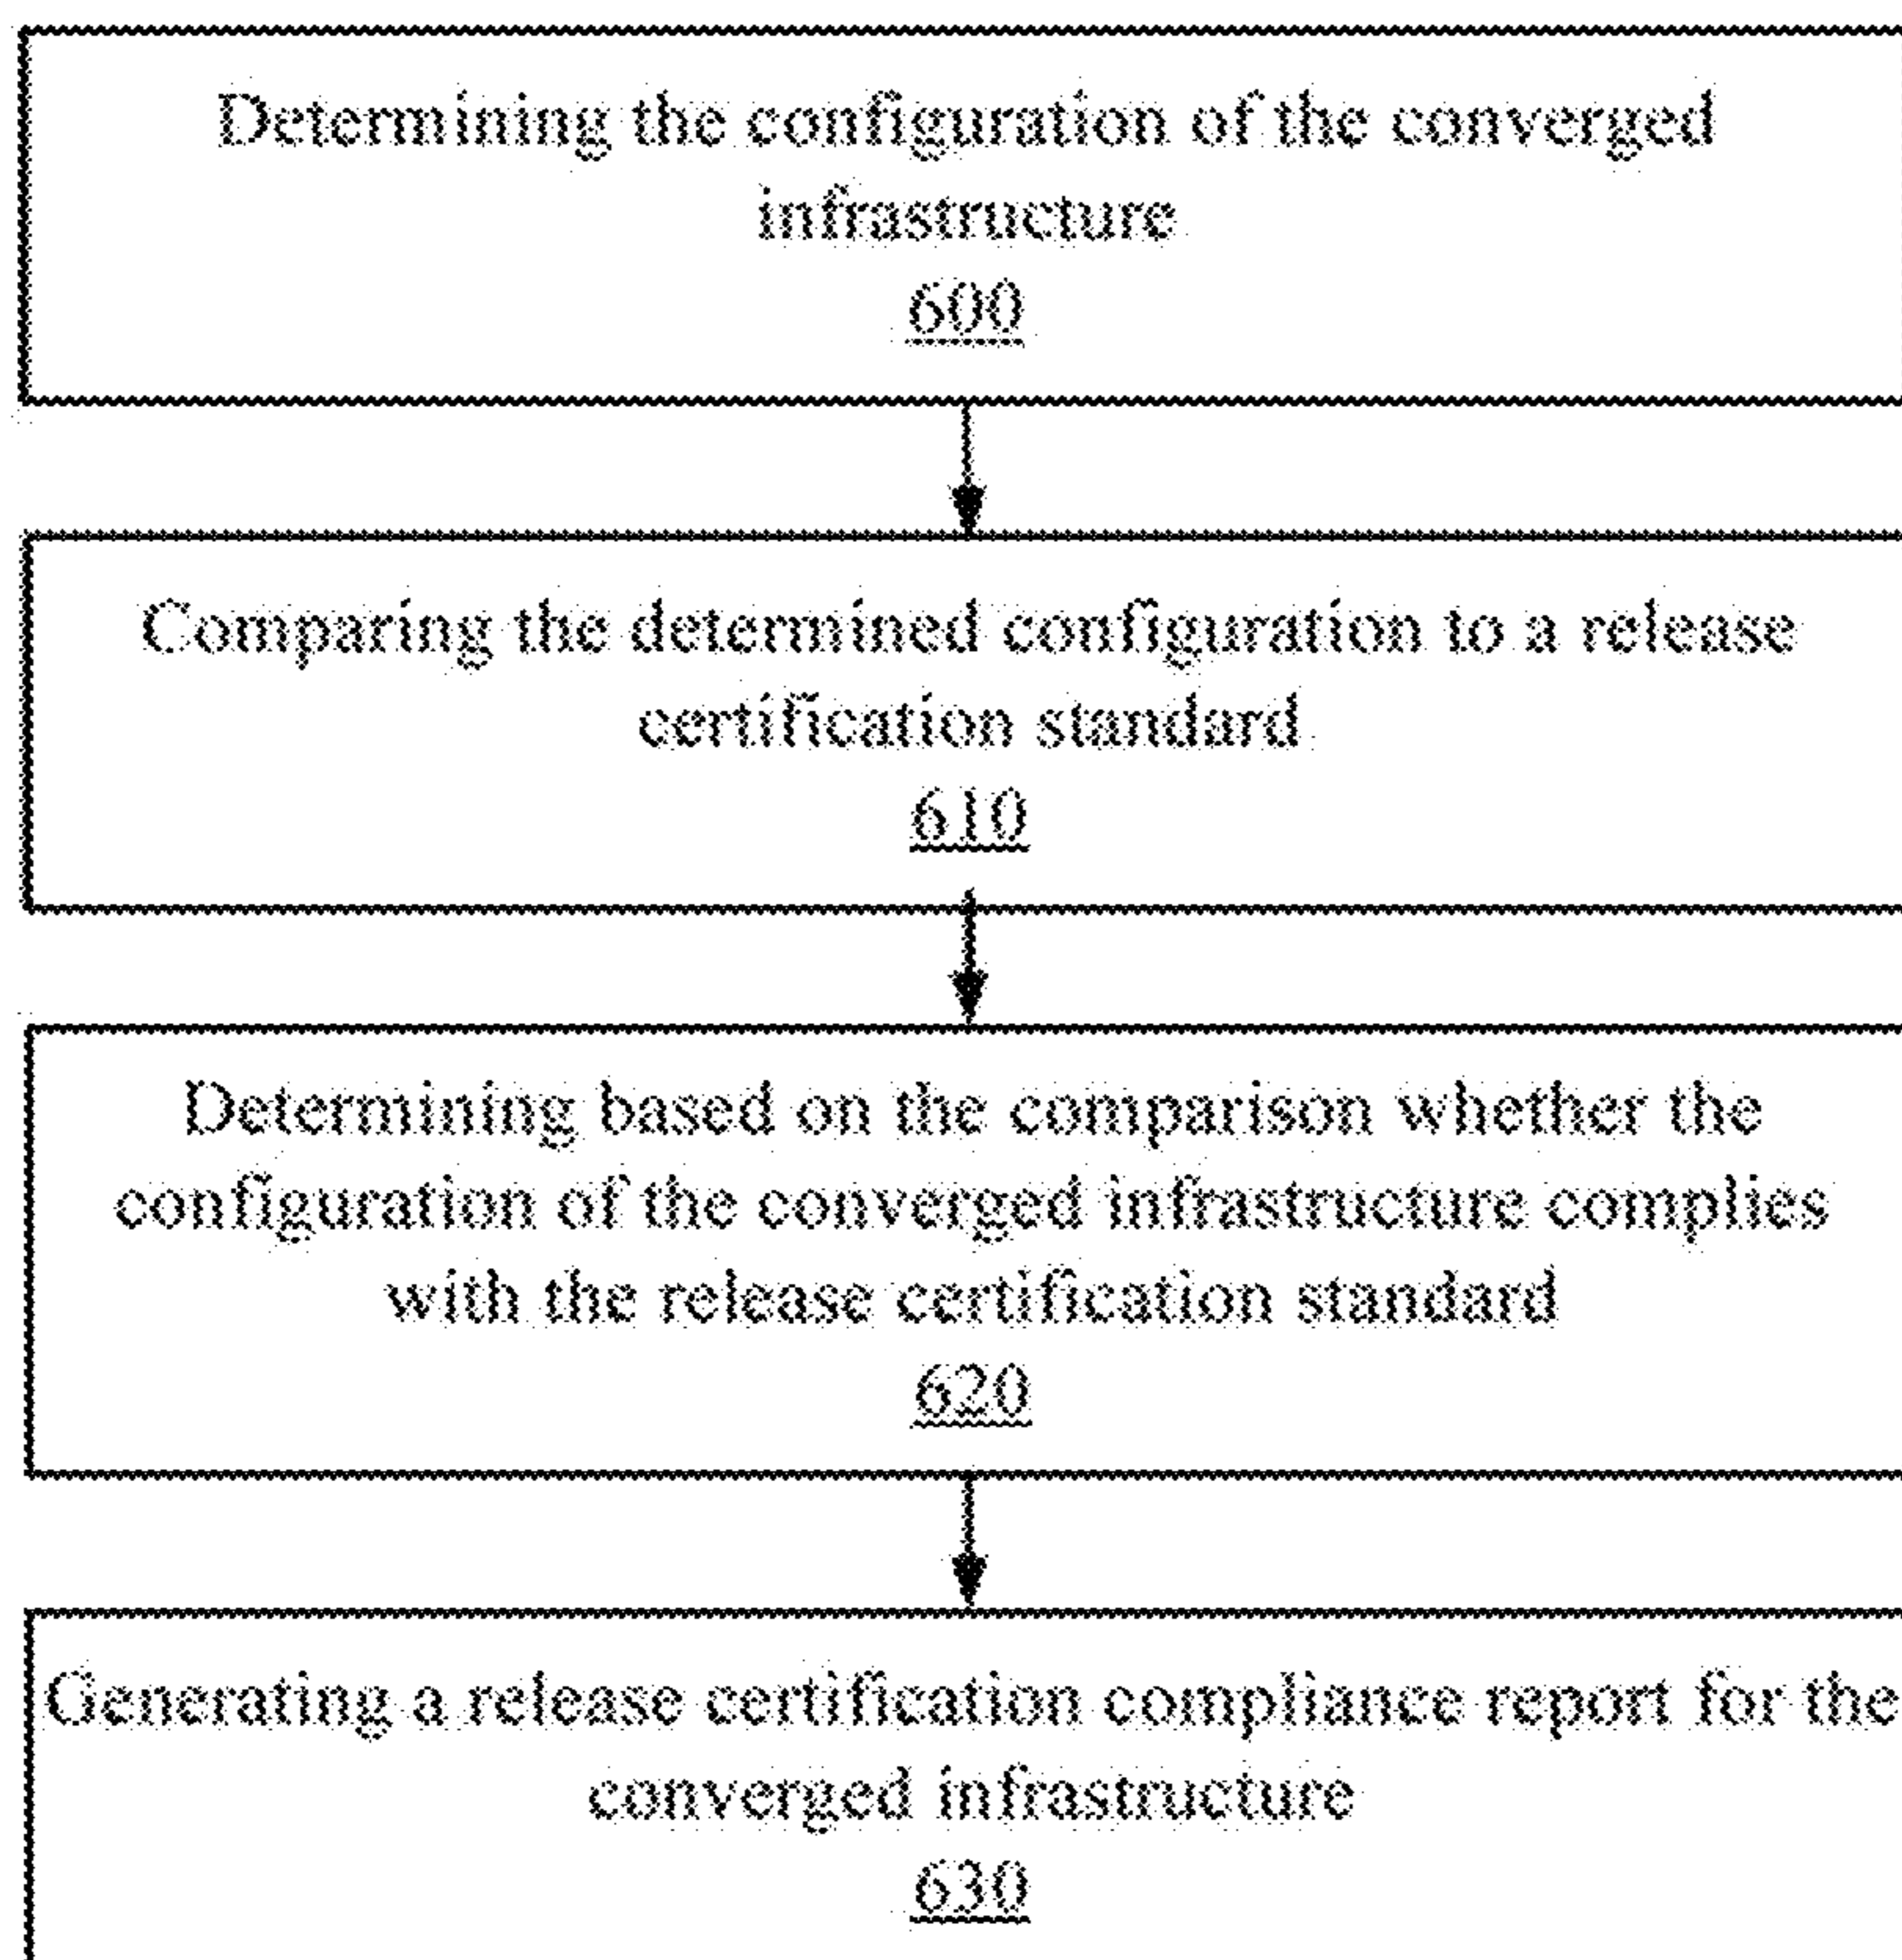 Determining the configuration of the converged
infrastructure
600
Comparing the determined configuration to a release
certification standard
610
Determining based on the comparison whether the
configuration of the converged infrastructure complies
with the release certification standard
620
Generating a release certification compliance report for the
converged infrastructure
630